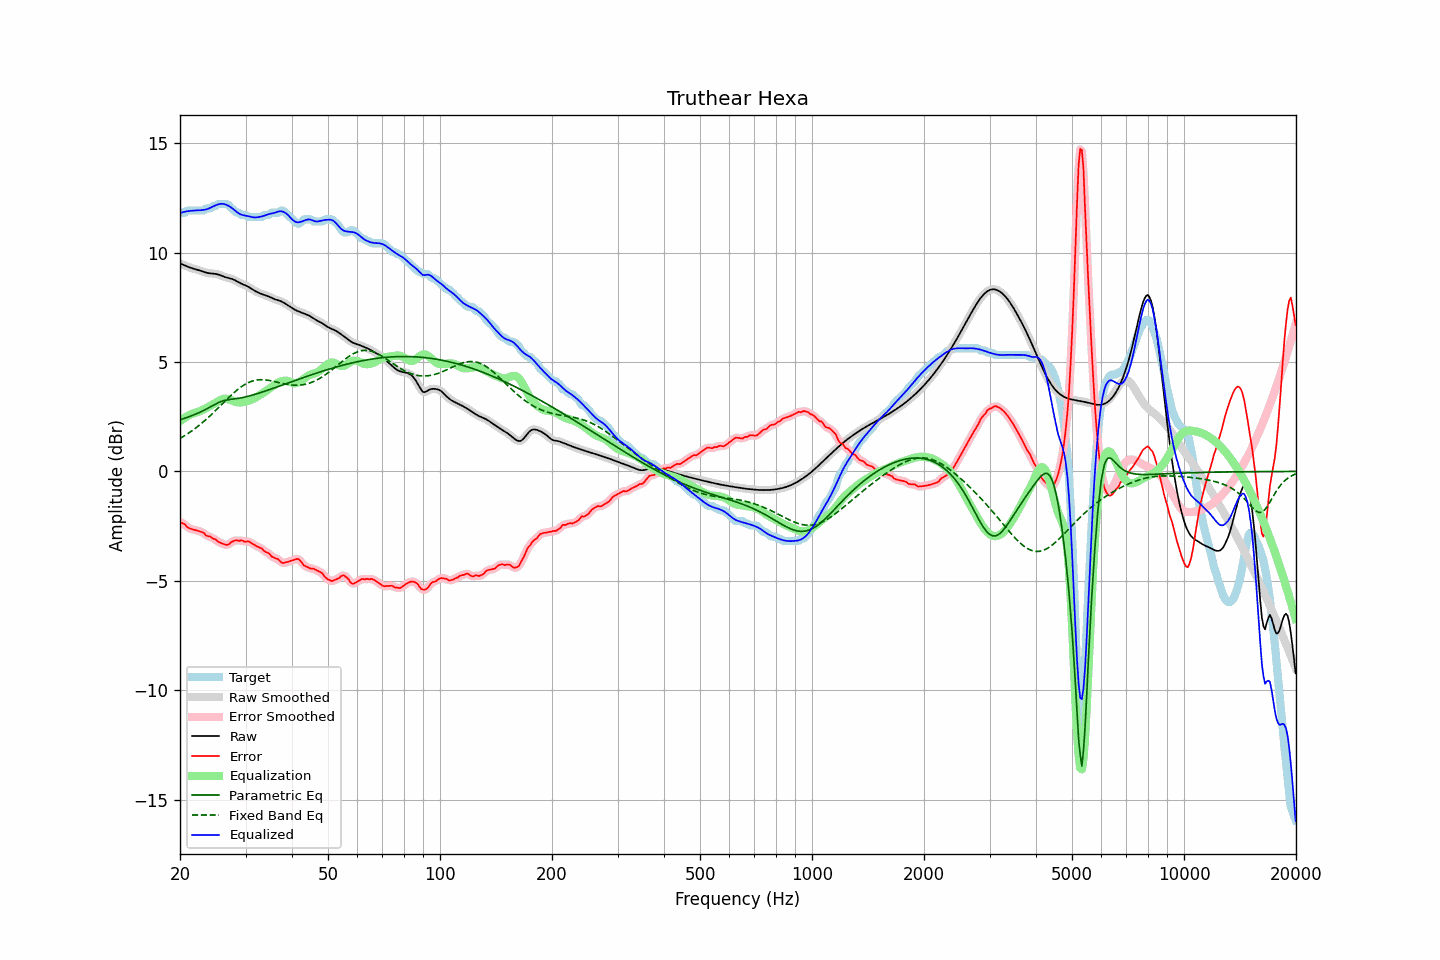 Truthear Hexa
Amplitude (dBr)
15
10
5
0
−5
−10
−15
Target
Raw Smoothed
Error Smoothed
Raw
Error
Equalization
Parametric Eq
Fixed Band Eq
Equalized
20 50 100 200 500 1000 2000 5000 10000 20000
Frequency (Hz)